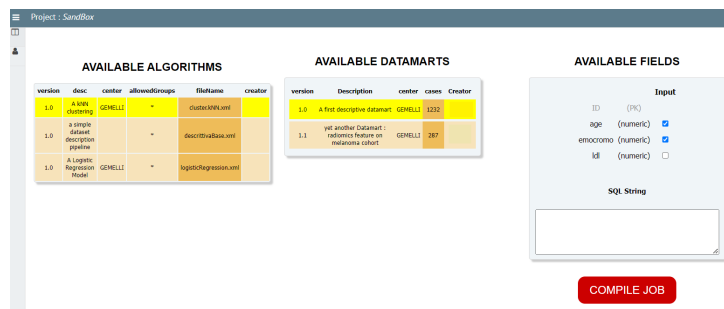 Project : SandBox
AVAILABLE ALGORITHMS
version desc center allowedGroups fileName creator
1.0 A kNN clustering GEMELLI * cluster.kNN.xml
1.0 a simple dataset description pipeline * descrittivaBase.xml
1.0 A Logistic Regression Model GEMELLI * logisticRegression.xml
AVAILABLE DATAMARTS
version Description center cases Creator
1.0 A first descriptive datamart GEMELLI 1232
1.1 yet another Datamart : radiomics feature on melanoma cohort GEMELLI 287
AVAILABLE FIELDS
Input
ID (PK)
age (numeric)
emocromo (numeric)
ldl (numeric)
SQL String
COMPILE JOB